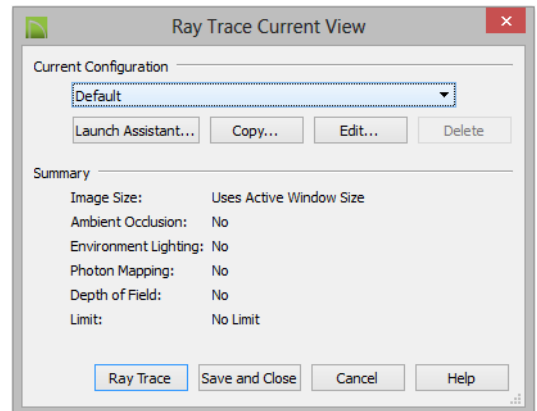 Ray Trace Current View
Current Configuration
Default
Launch Assistant... Copy... Edit... Delete
Summary
Image Size: Uses Active Window Size
Ambient Occlusion: No
Environment Lighting: No
Photon Mapping: No
Depth of Field: No
Limit: No Limit
Ray Trace Save and Close Cancel Help